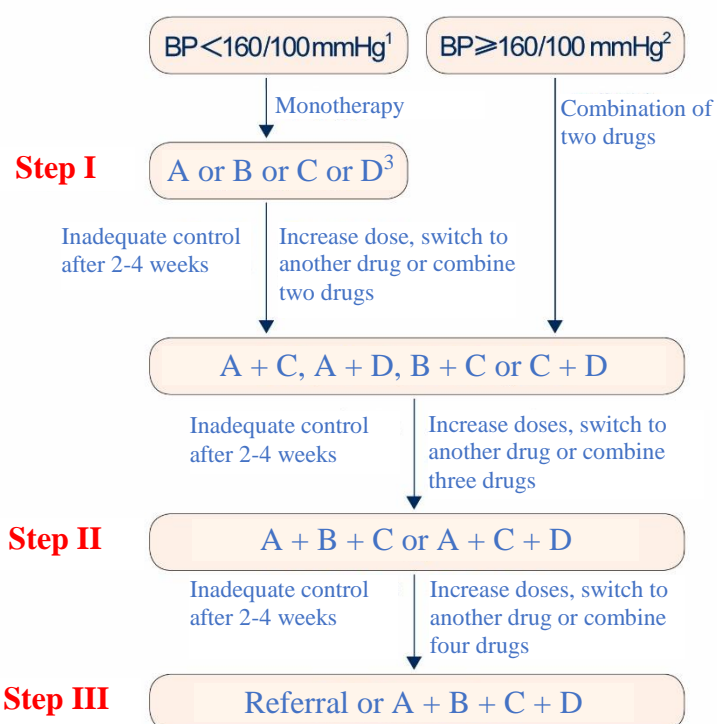 BP＜160/100mmHg¹
BP≥160/100 mmHg²
Monotherapy
Combination of
two drugs
Step I
A or B or C or D³
Inadequate control
after 2-4 weeks
Increase dose, switch to
another drug or combine
two drugs
A + C, A + D, B + C or C + D
Inadequate control
after 2-4 weeks
Increase doses, switch to
another drug or combine
three drugs
Step II
A + B + C or A + C + D
Inadequate control
after 2-4 weeks
Increase doses, switch to
another drug or combine
four drugs
Step III
Referral or A + B + C + D